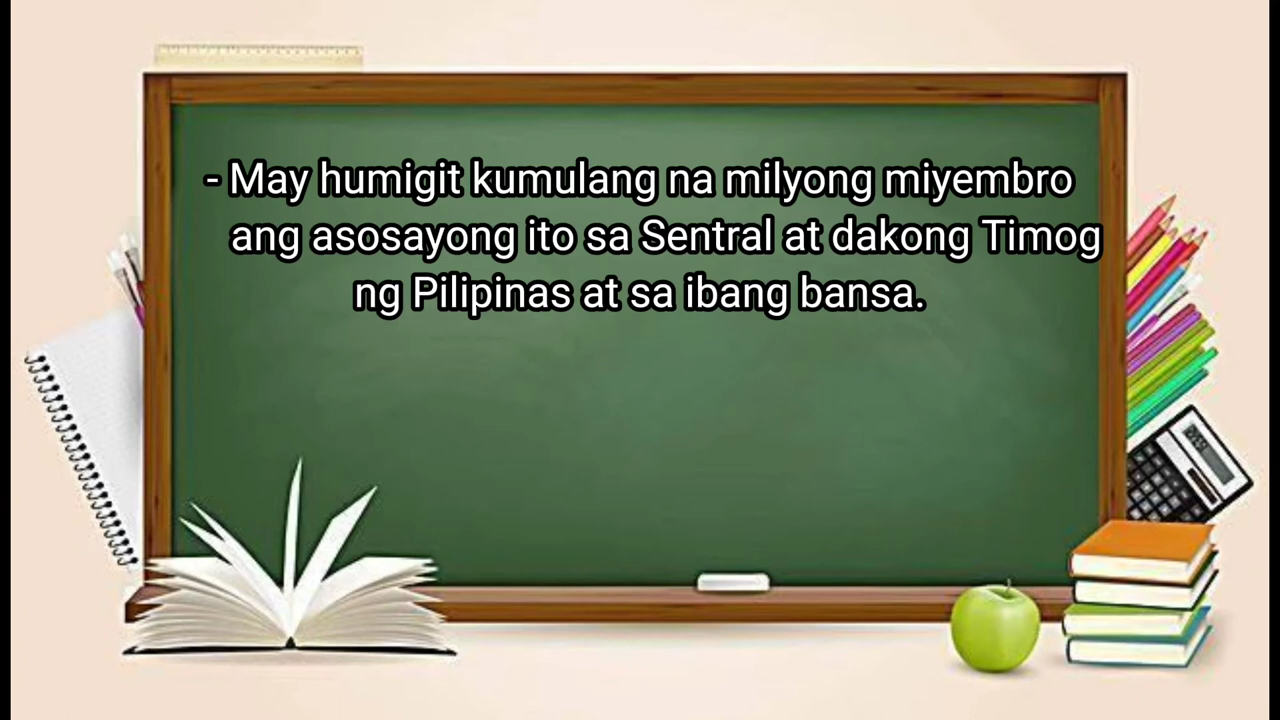 - May humigit kumulang na milyong miyembro
ang asosayong ito sa Sentral at dakong Timog
ng Pilipinas at sa ibang bansa.